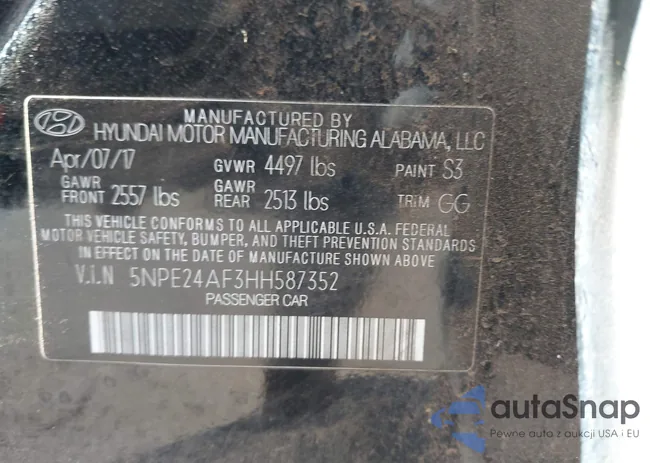 MANUFACTURED BY
HYUNDAI MOTOR MANUFACTURING ALABAMA, LLC
Apr/07/17 GVWR 4497 lbs PAINT S3
GAWR FRONT 2557 lbs GAWR REAR 2513 lbs TRIM GG
THIS VEHICLE CONFORMS TO ALL APPLICABLE U.S.A. FEDERAL
MOTOR VEHICLE SAFETY, BUMPER, AND THEFT PREVENTION STANDARDS
IN EFFECT ON THE DATE OF MANUFACTURE SHOWN ABOVE
V.I.N 5NPE24AF3HH587352
PASSENGER CAR
autaSnap
Pewne auto z aukcji USA i EU